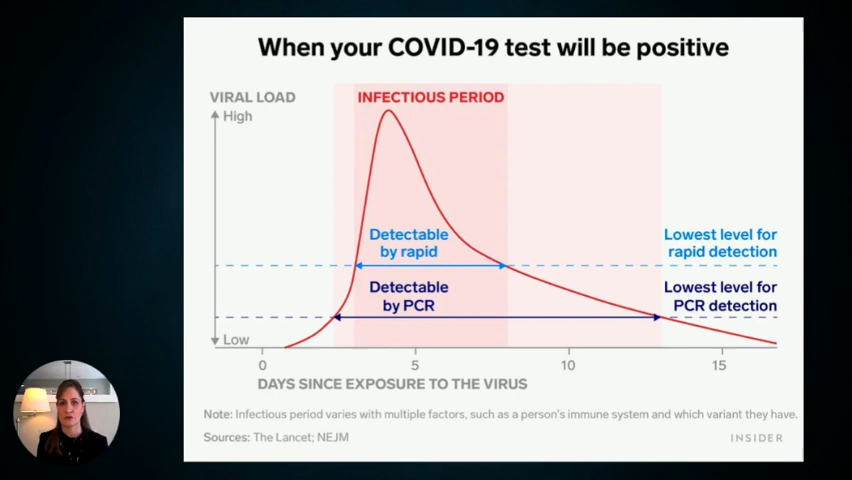 When your COVID-19 test will be positive
VIRAL LOAD
INFECTIOUS PERIOD
High
Detectable
by rapid
Lowest level for
rapid detection
Detectable
by PCR
Lowest level for
PCR detection
Low
0
5
10
15
DAYS SINCE EXPOSURE TO THE VIRUS
Note: Infectious period varies with multiple factors, such as a person's immune system and which variant they have.
Sources: The Lancet; NEJM
INSIDER